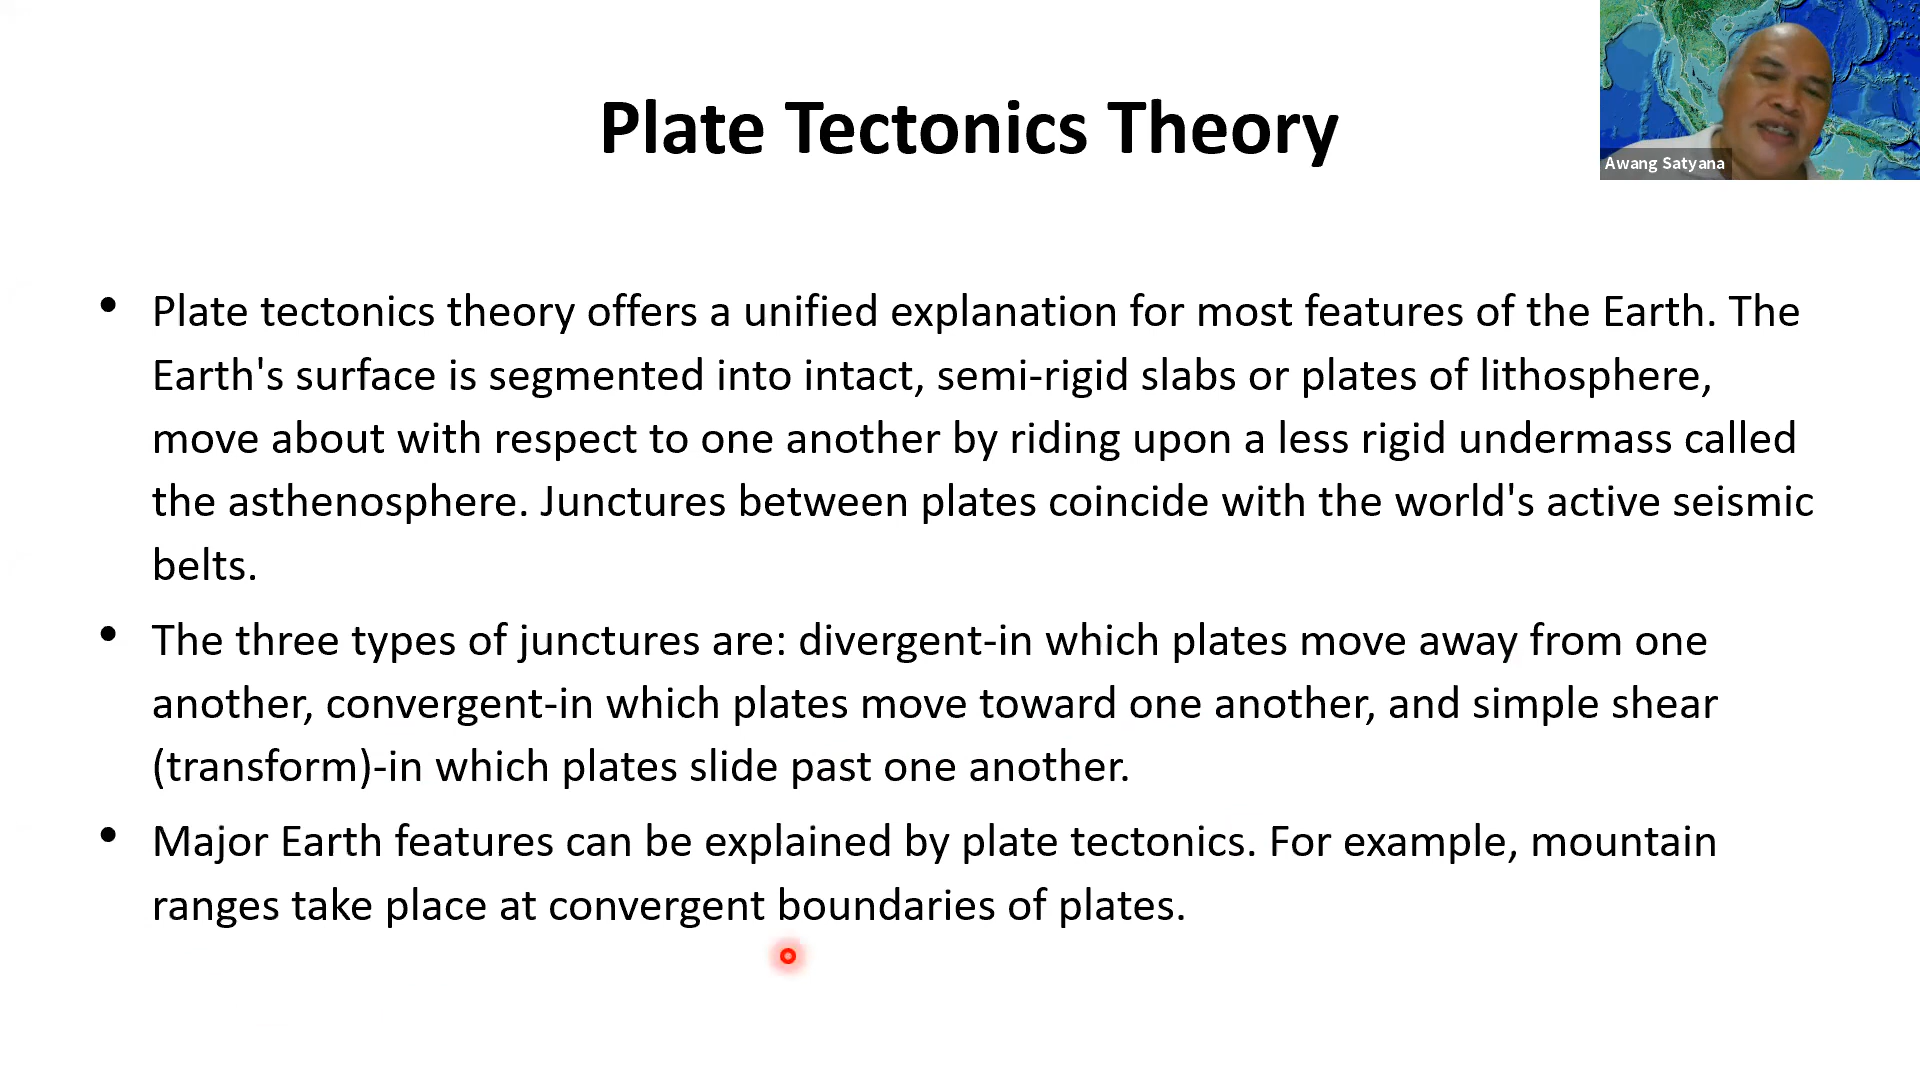 Plate Tectonics Theory
Awang Satyana
• Plate tectonics theory offers a unified explanation for most features of the Earth. The
Earth's surface is segmented into intact, semi-rigid slabs or plates of lithosphere,
move about with respect to one another by riding upon a less rigid undermass called
the asthenosphere. Junctures between plates coincide with the world's active seismic
belts.
• The three types of junctures are: divergent-in which plates move away from one
another, convergent-in which plates move toward one another, and simple shear
(transform)-in which plates slide past one another.
• Major Earth features can be explained by plate tectonics. For example, mountain
ranges take place at convergent boundaries of plates.